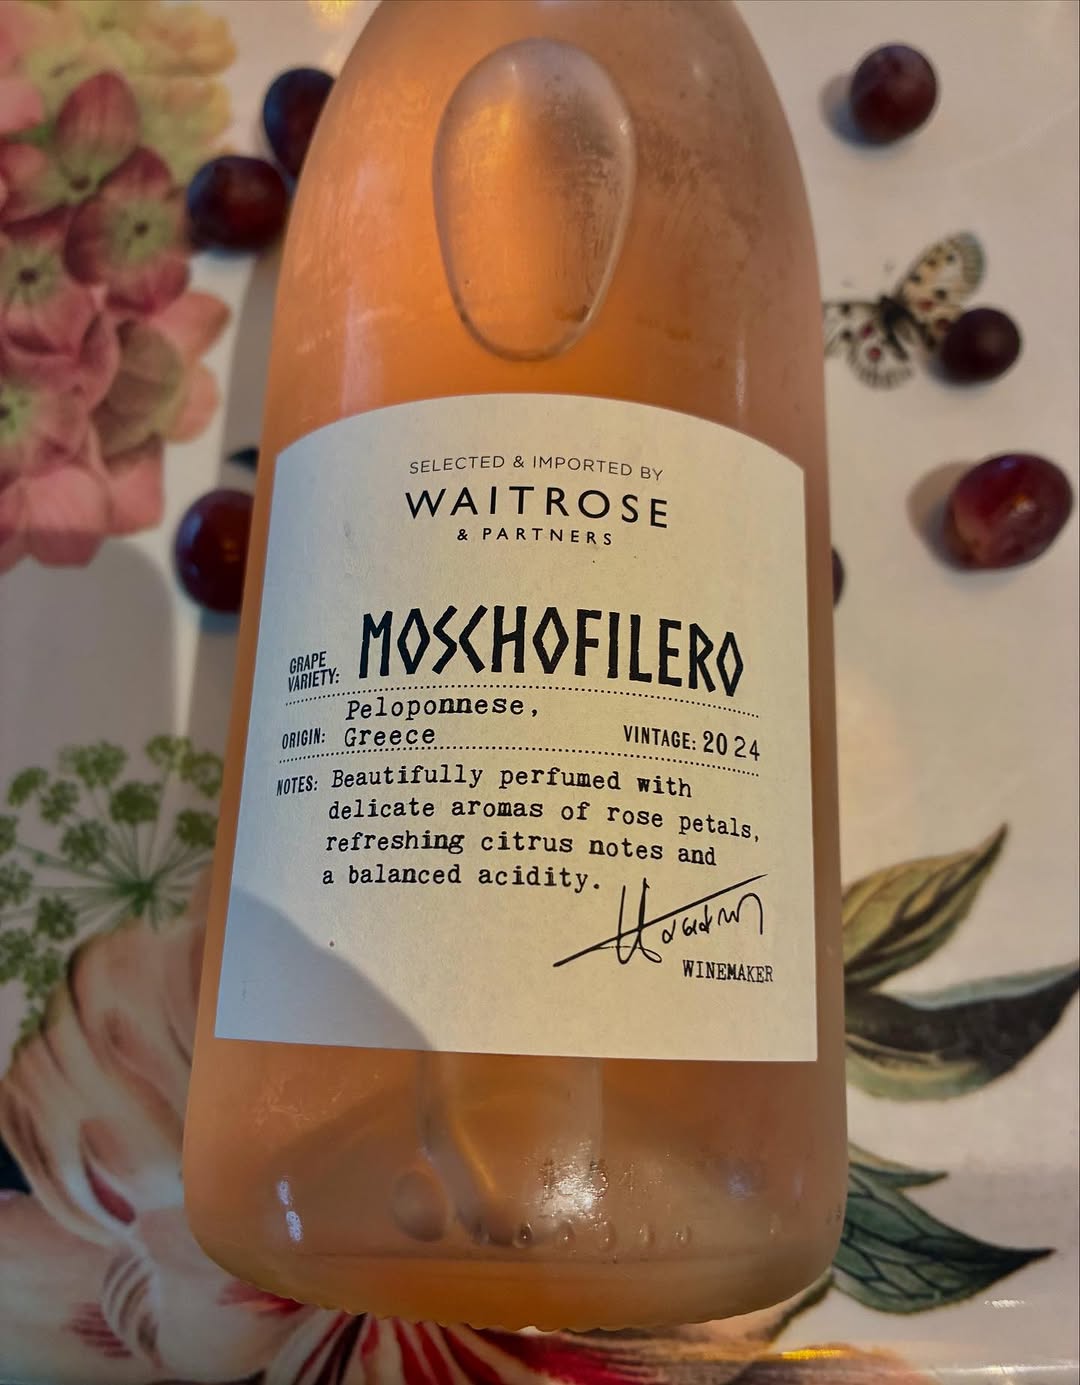 SELECTED & IMPORTED BY
WAITROSE
& PARTNERS
GRAPE VARIETY: MOSCHOFILERO
Peloponnese,
ORIGIN: Greece VINTAGE: 2024
NOTES: Beautifully perfumed with
delicate aromas of rose petals,
refreshing citrus notes and
a balanced acidity.
WINEMAKER